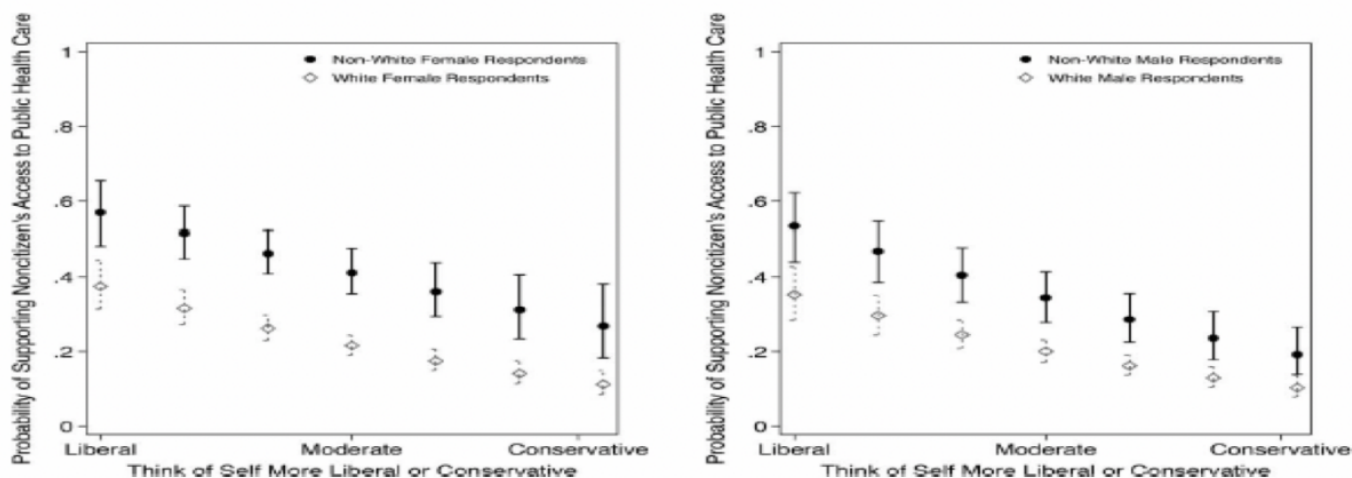 Probability of Supporting Noncitizen's Access to Public Health Care
1
.8
.6
.4
.2
0
Non-White Female Respondents
White Female Respondents
Liberal Moderate Conservative
Think of Self More Liberal or Conservative
Probability of Supporting Noncitizen's Access to Public Health Care
1
.8
.6
.4
.2
0
Non-White Male Respondents
White Male Respondents
Liberal Moderate Conservative
Think of Self More Liberal or Conservative